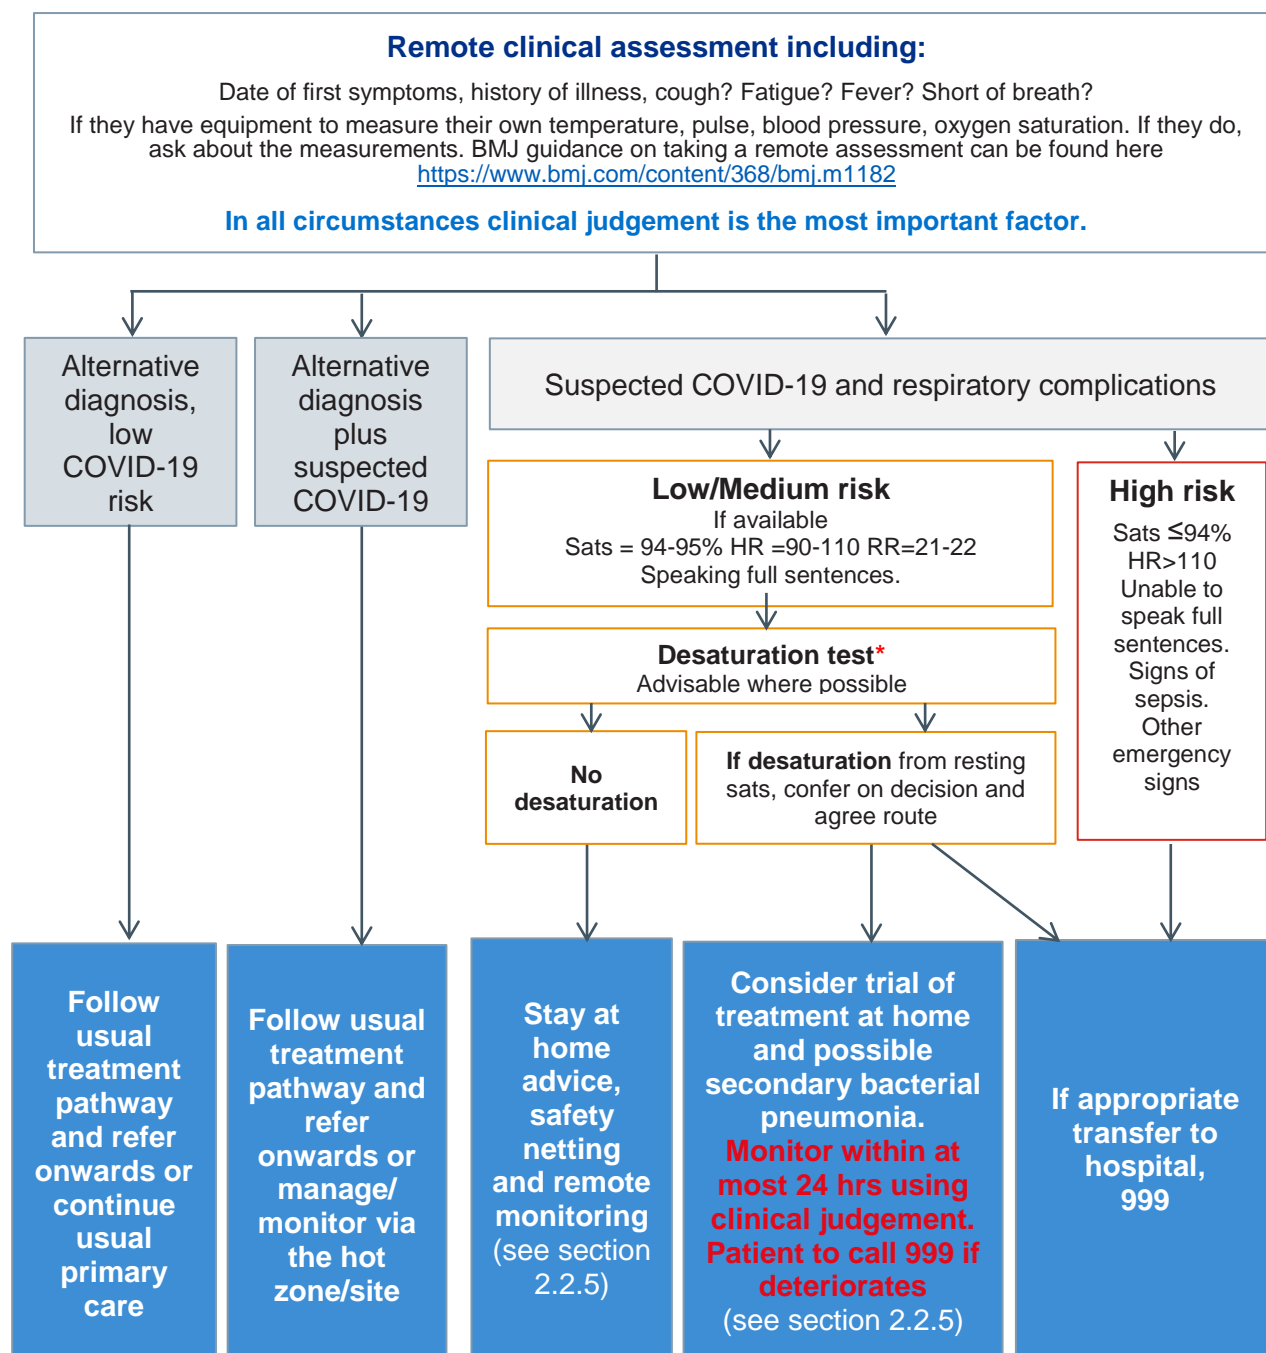 Remote clinical assessment including:
Date of first symptoms, history of illness, cough? Fatigue? Fever? Short of breath?
If they have equipment to measure their own temperature, pulse, blood pressure, oxygen saturation. If they do,
ask about the measurements. BMJ guidance on taking a remote assessment can be found here
https://www.bmj.com/content/368/bmj.m1182
In all circumstances clinical judgement is the most important factor.
Alternative
diagnosis,
low
COVID-19
risk
Alternative
diagnosis
plus
suspected
COVID-19
Suspected COVID-19 and respiratory complications
Low/Medium risk
If available
Sats = 94-95% HR =90-110 RR=21-22
Speaking full sentences.
High risk
Sats ≤94%
HR>110
Unable to
speak full
sentences.
Signs of
sepsis.
Other
emergency
signs
Desaturation test*
Advisable where possible
No
desaturation
If desaturation from resting
sats, confer on decision and
agree route
Follow
usual
treatment
pathway
and refer
onwards or
continue
usual
primary
care
Follow usual
treatment
pathway and
refer
onwards or
manage/
monitor via
the hot
zone/site
Stay at
home
advice,
safety
netting
and remote
monitoring
(see section
2.2.5)
Consider trial of
treatment at home
and possible
secondary bacterial
pneumonia.
Monitor within at
most 24 hrs using
clinical judgement.
Patient to call 999 if
deteriorates
(see section 2.2.5)
If appropriate
transfer to
hospital,
999